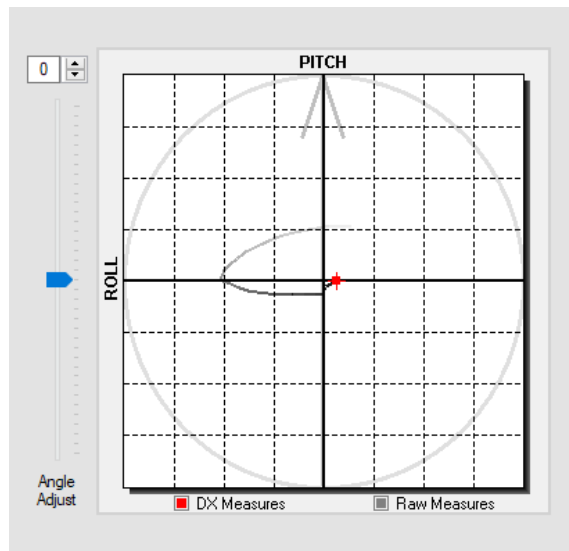 PITCH
0
ROLL
Angle
Adjust
DX Measures
Raw Measures